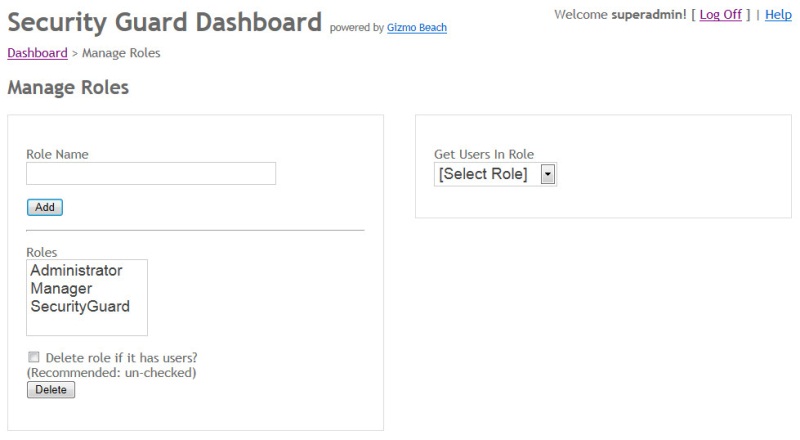 Security Guard Dashboard powered by Gizmo Beach
Welcome superadmin! [ Log Off ] | Help
Dashboard > Manage Roles
Manage Roles
Role Name
Add
Roles
Administrator
Manager
SecurityGuard
Delete role if it has users?
(Recommended: un-checked)
Delete
Get Users In Role
[Select Role]